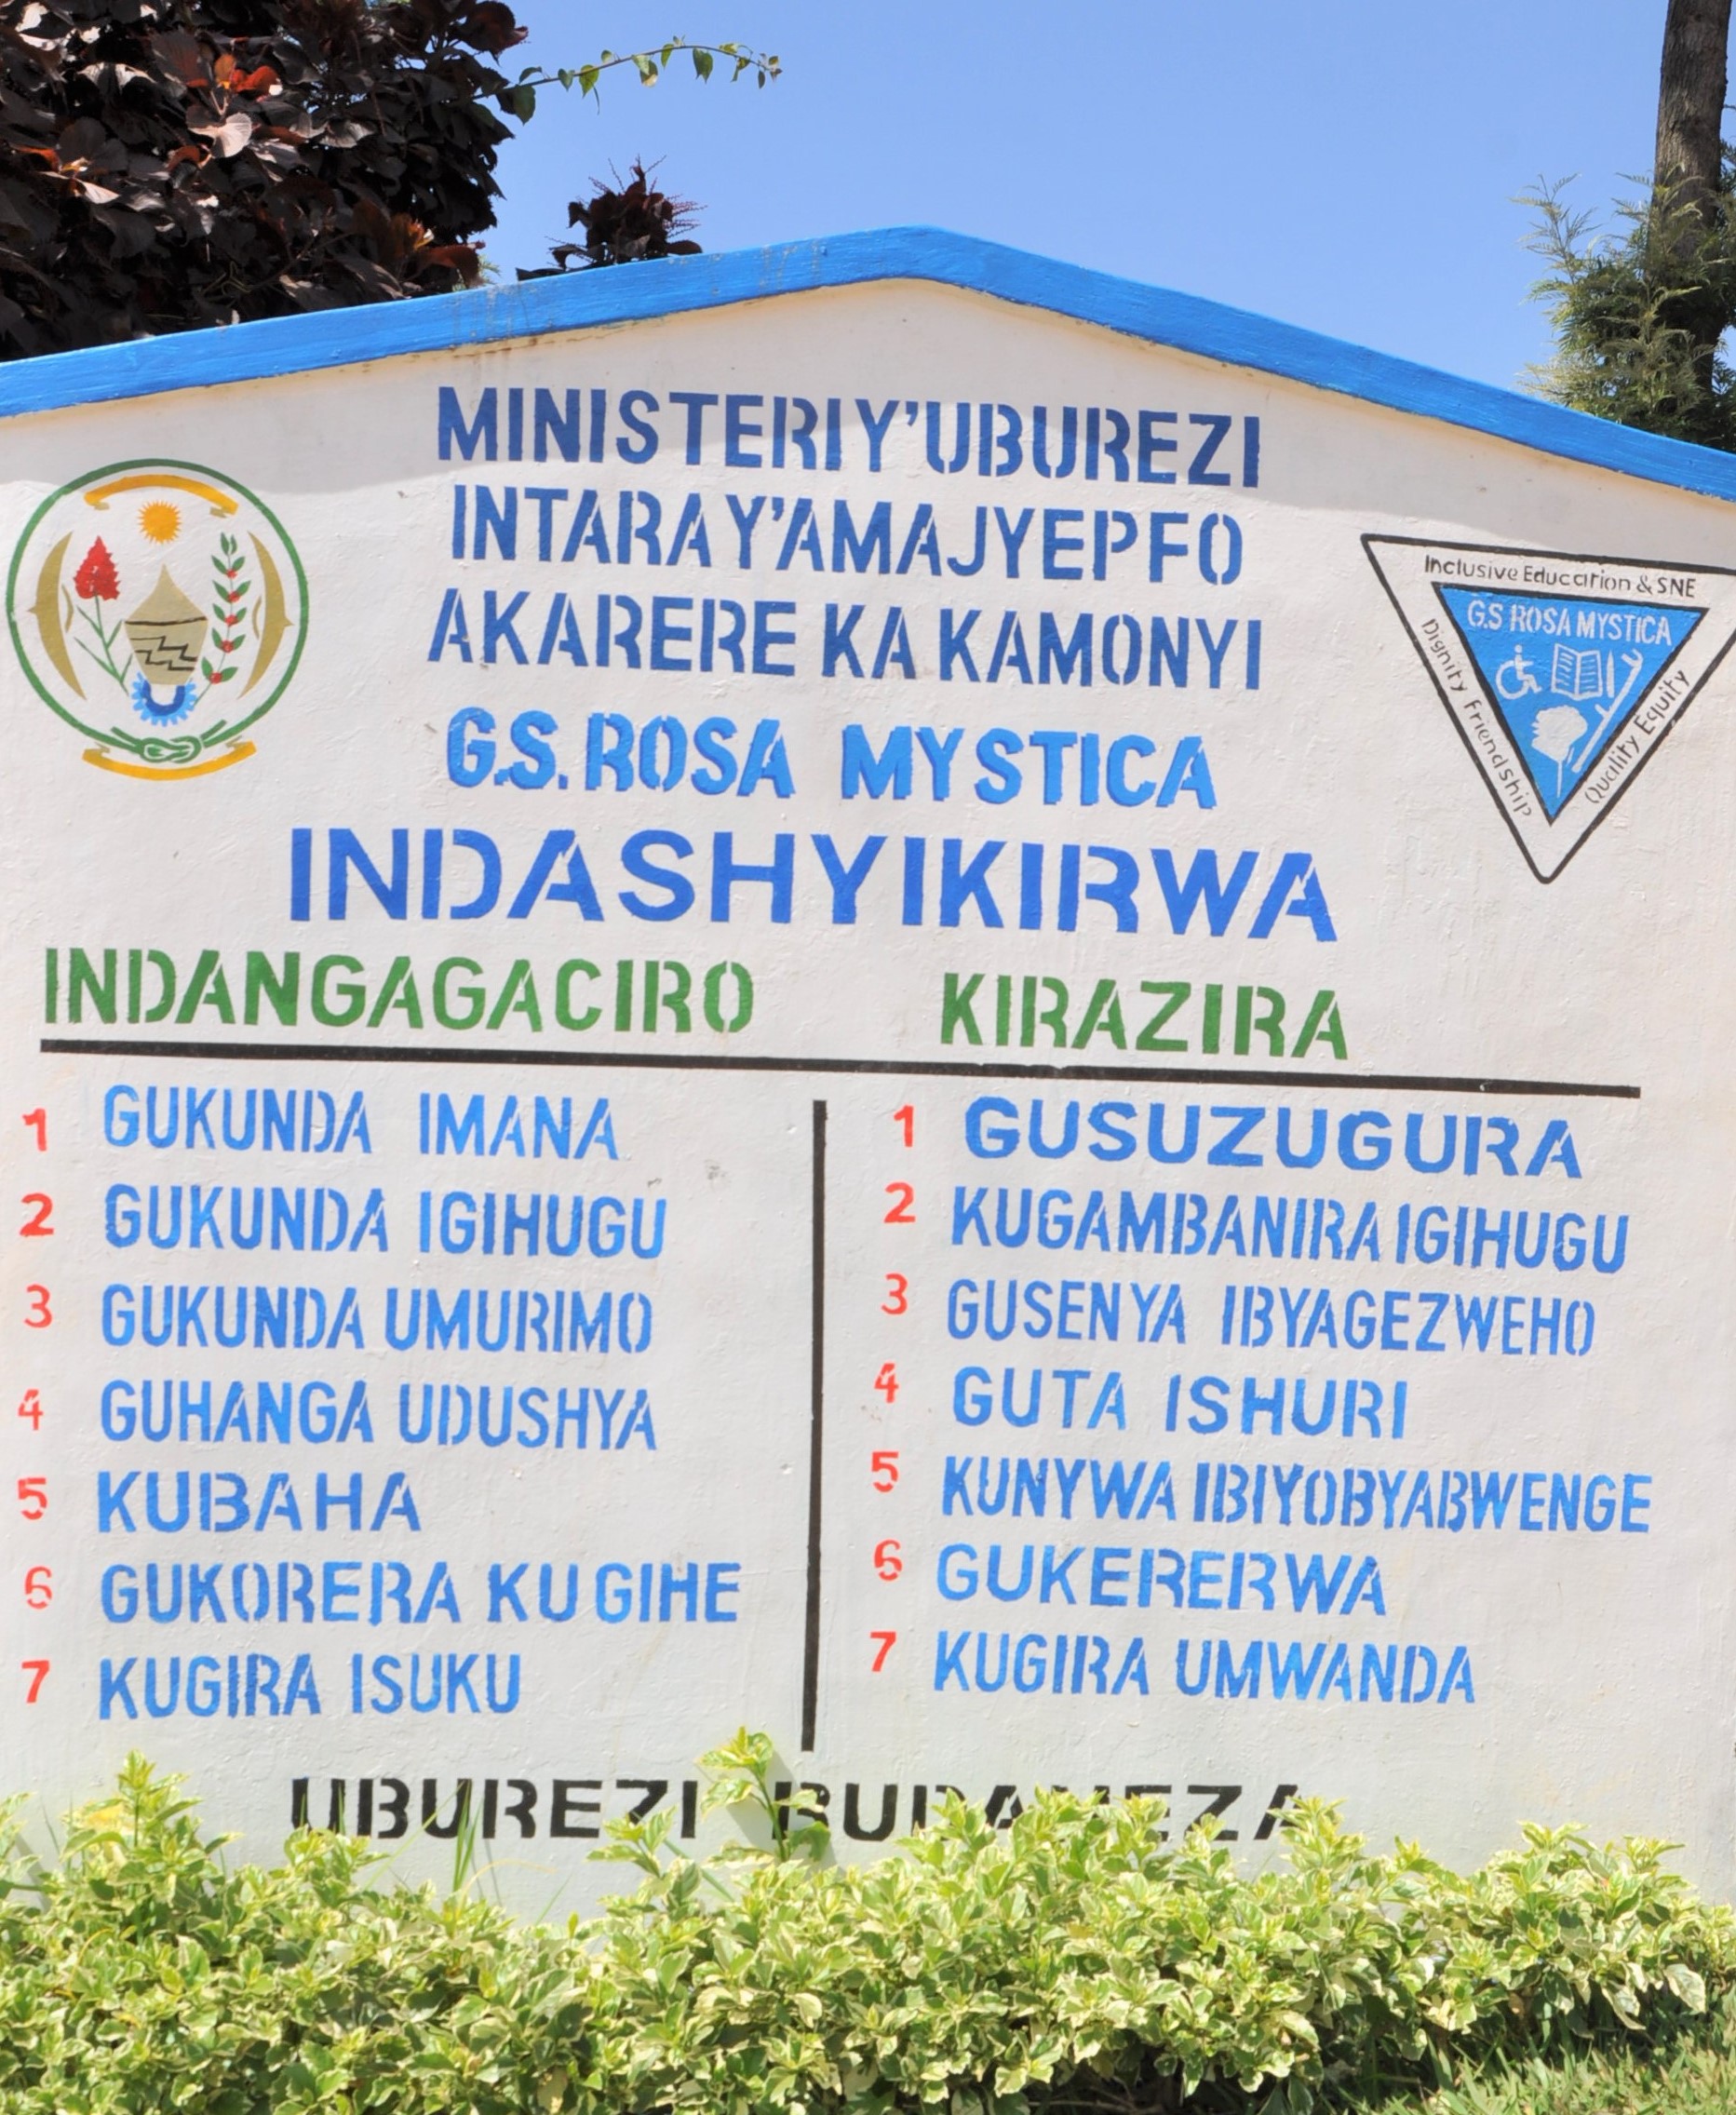 MINISTERI Y'UBUREZI
INTARA Y'AMAJYEPFO
AKARERE KA KAMONYI
G.S. ROSA MYSTICA
INDASHYIKIRWA
Inclusive Education & SNE
G.S ROSA MYSTICA
Dignity Friendship
Quality Equity
INDANGAGACIRO
1 GUKUNDA IMANA
2 GUKUNDA IGIHUGU
3 GUKUNDA UMURIMO
4 GUHANGA UDUSHYA
5 KUBAHA
6 GUKORERA KU GIHE
7 KUGIRA ISUKU
KIRAZIRA
1 GUSUZUGURA
2 KUGAMBANIRA IGIHUGU
3 GUSENYA IBYAGEZWEHO
4 GUTA ISHURI
5 KUNYWA IBIYOBYABWENGE
6 GUKERERWA
7 KUGIRA UMWANDA
UBUREZI